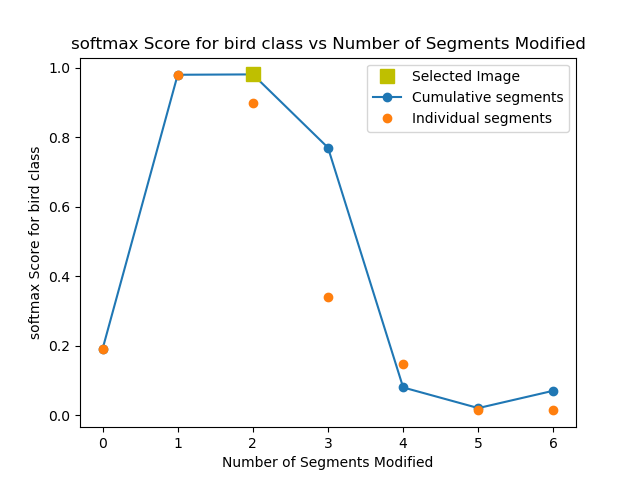 softmax Score for bird class vs Number of Segments Modified
Selected Image
Cumulative segments
Individual segments
softmax Score for bird class
1.0
0.8
0.6
0.4
0.2
0.0
0 1 2 3 4 5 6
Number of Segments Modified